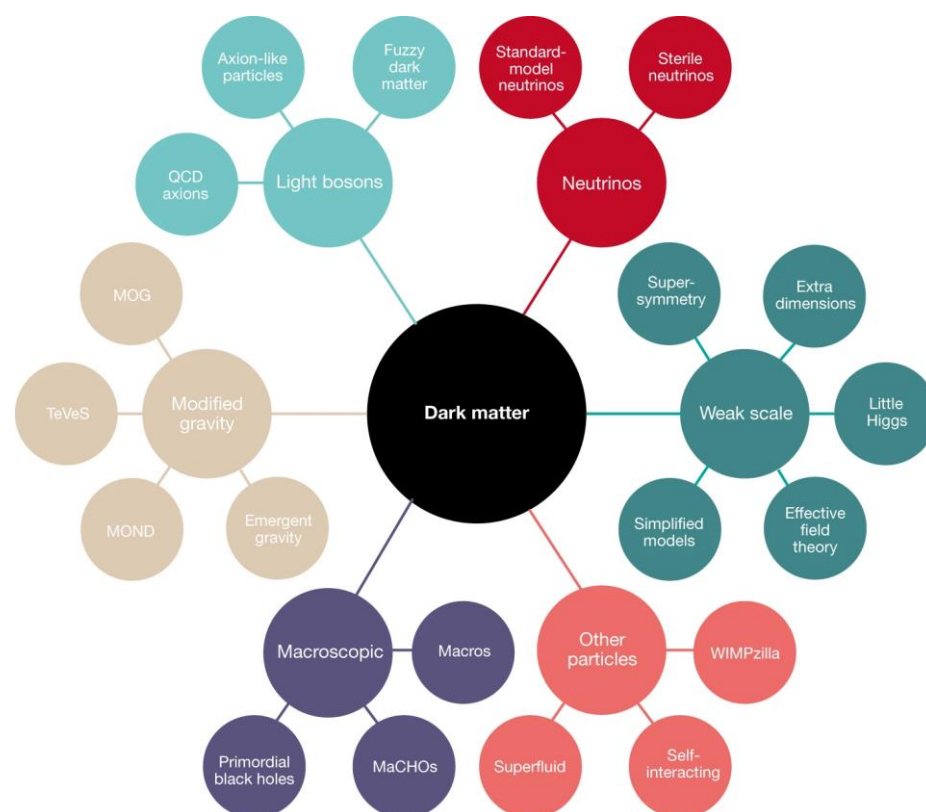 Axion-like
particles
Fuzzy
dark
matter
QCD
axions
Light bosons
Standard-
model
neutrinos
Sterile
neutrinos
Neutrinos
MOG
TeVeS
Modified
gravity
MOND
Emergent
gravity
Dark matter
Super-
symmetry
Extra
dimensions
Weak scale
Little
Higgs
Simplified
models
Effective
field
theory
Macroscopic
Macros
Primordial
black holes
MaCHOs
Other
particles
WIMPzilla
Superfluid
Self-
interacting